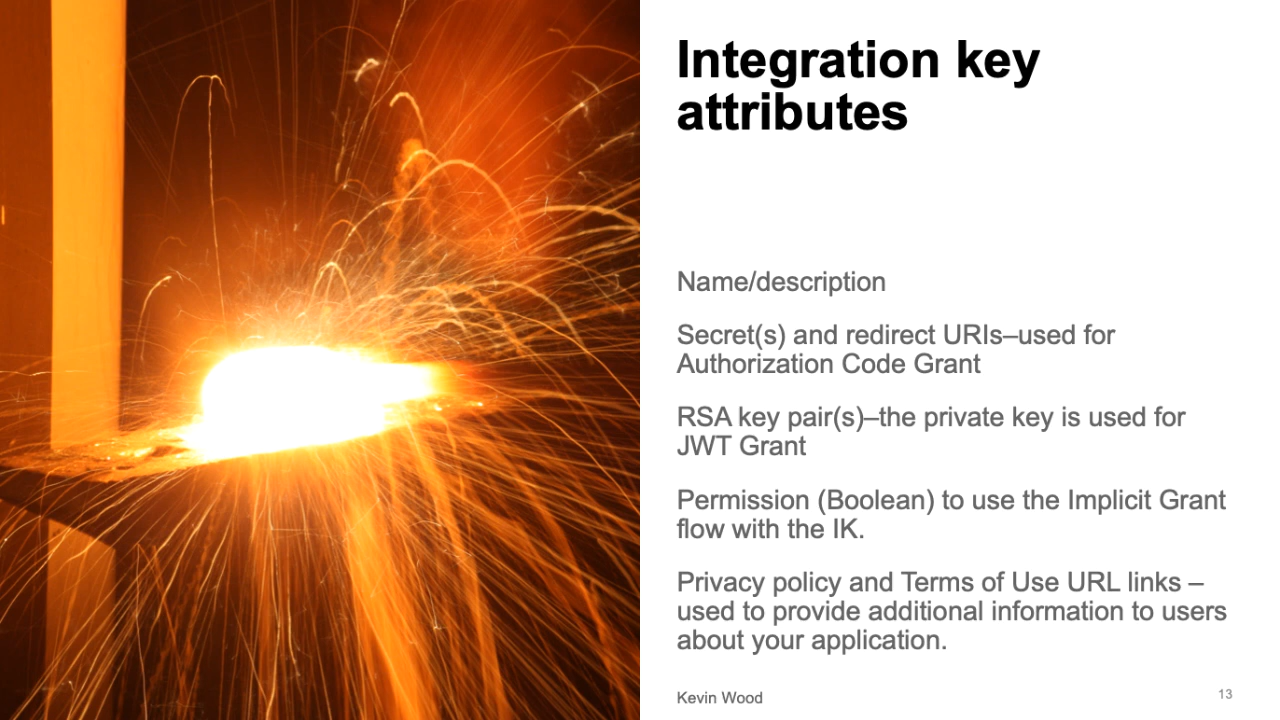 Integration key
attributes
Name/description
Secret(s) and redirect URIs–used for
Authorization Code Grant
RSA key pair(s)–the private key is used for
JWT Grant
Permission (Boolean) to use the Implicit Grant
flow with the IK.
Privacy policy and Terms of Use URL links –
used to provide additional information to users
about your application.
Kevin Wood
13